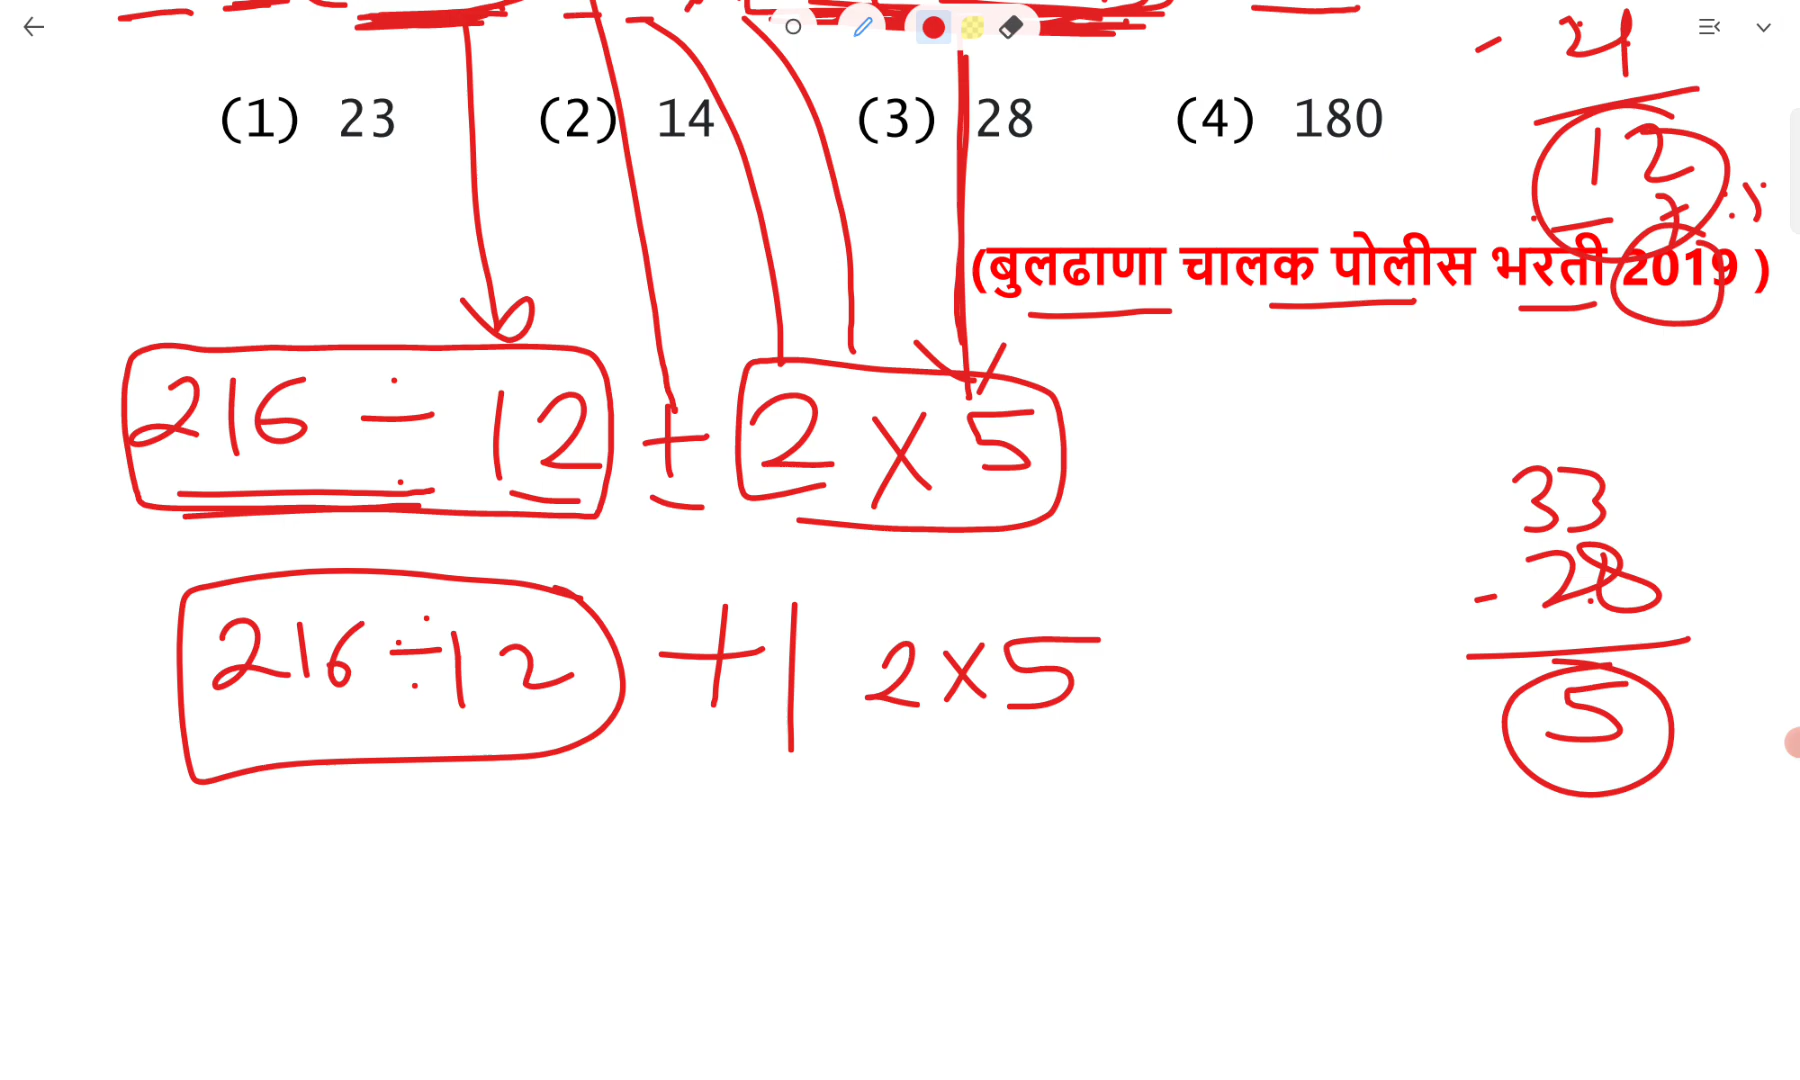 - 21
(1) 23 (2) 14 (3) 28 (4) 180
12
(बुलढाणा चालक पोलीस भरती 2019 )
216 ÷ 12 + 2 × 5
33
- 28
5
216 ÷ 12 + 2 × 5